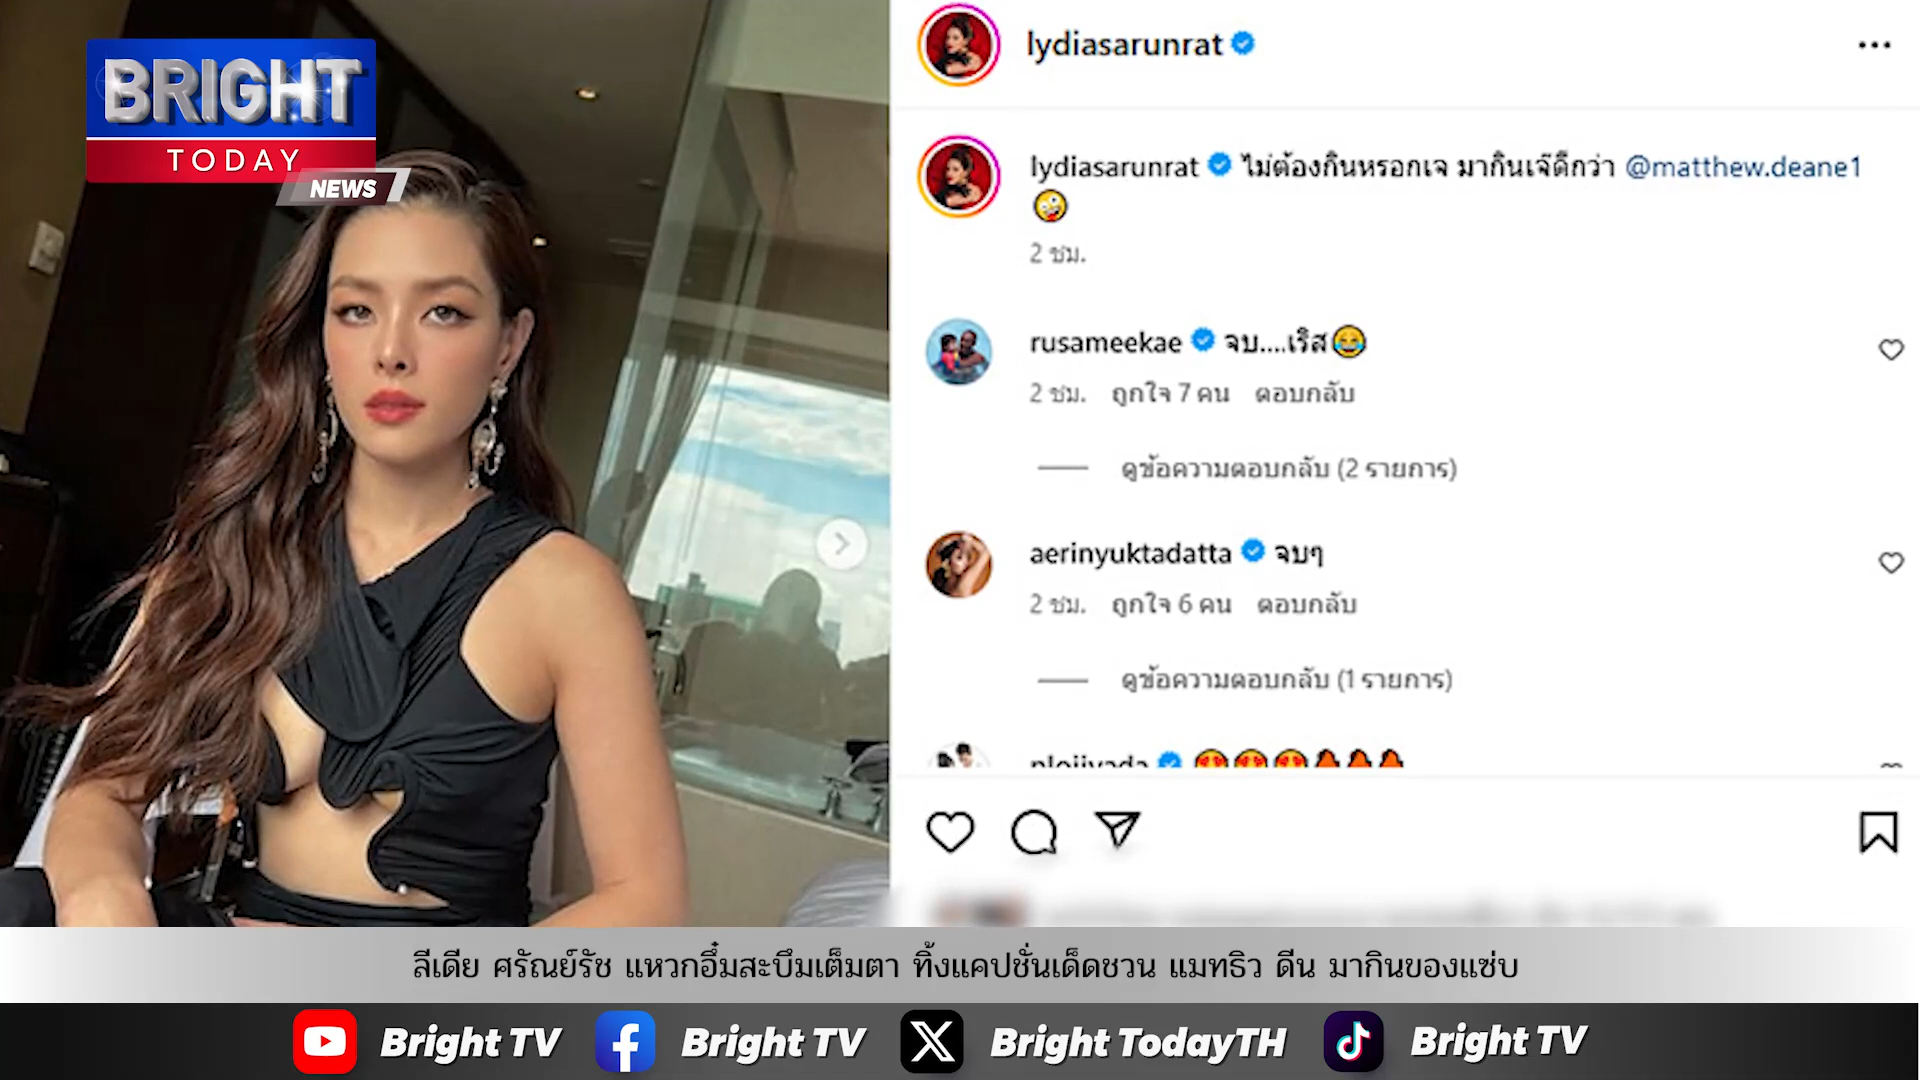 BRIGHT
TODAY
NEWS
lydiasarunrat
lydiasarunrat ไม่ต้องกินหรอกเจ มากินเจ๊ดีกว่า @matthew.deane1
🤪
2 ชม.
rusameekae จบ....เริส😂
2 ชม. ถูกใจ 7 คน ตอบกลับ
ดูข้อความตอบกลับ (2 รายการ)
aerinyuktadatta จบๆ
2 ชม. ถูกใจ 6 คน ตอบกลับ
ดูข้อความตอบกลับ (1 รายการ)
ลีเดีย ศรัณย์รัช แหวกอึ๋มสะบึมเต็มตา ทิ้งแคปชั่นเด็ดชวน แมทธิว ดีน มากินของแซ่บ
Bright TV Bright TV Bright TodayTH Bright TV